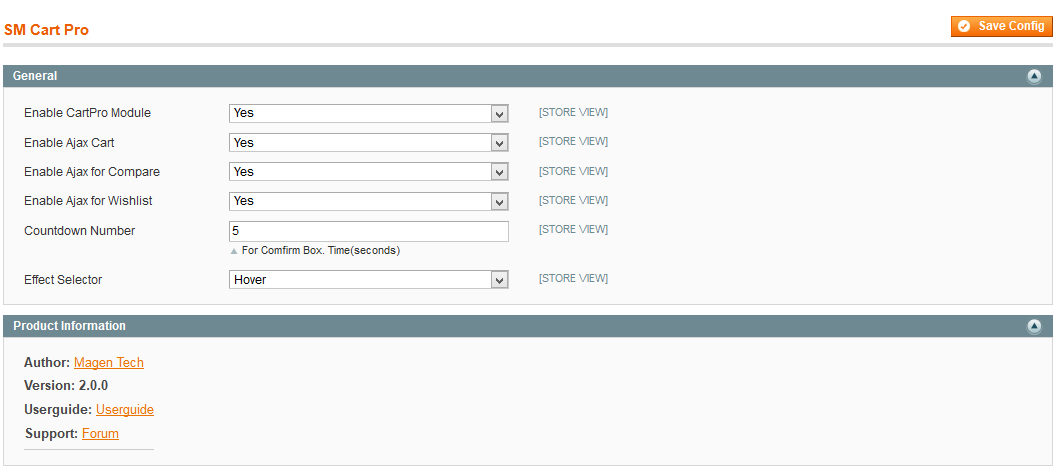 SM Cart Pro
Save Config
General
Enable CartPro Module Yes [STORE VIEW]
Enable Ajax Cart Yes [STORE VIEW]
Enable Ajax for Compare Yes [STORE VIEW]
Enable Ajax for Wishlist Yes [STORE VIEW]
Countdown Number 5 [STORE VIEW]
For Comfirm Box. Time(seconds)
Effect Selector Hover [STORE VIEW]
Product Information
Author: Magen Tech
Version: 2.0.0
Userguide: Userguide
Support: Forum